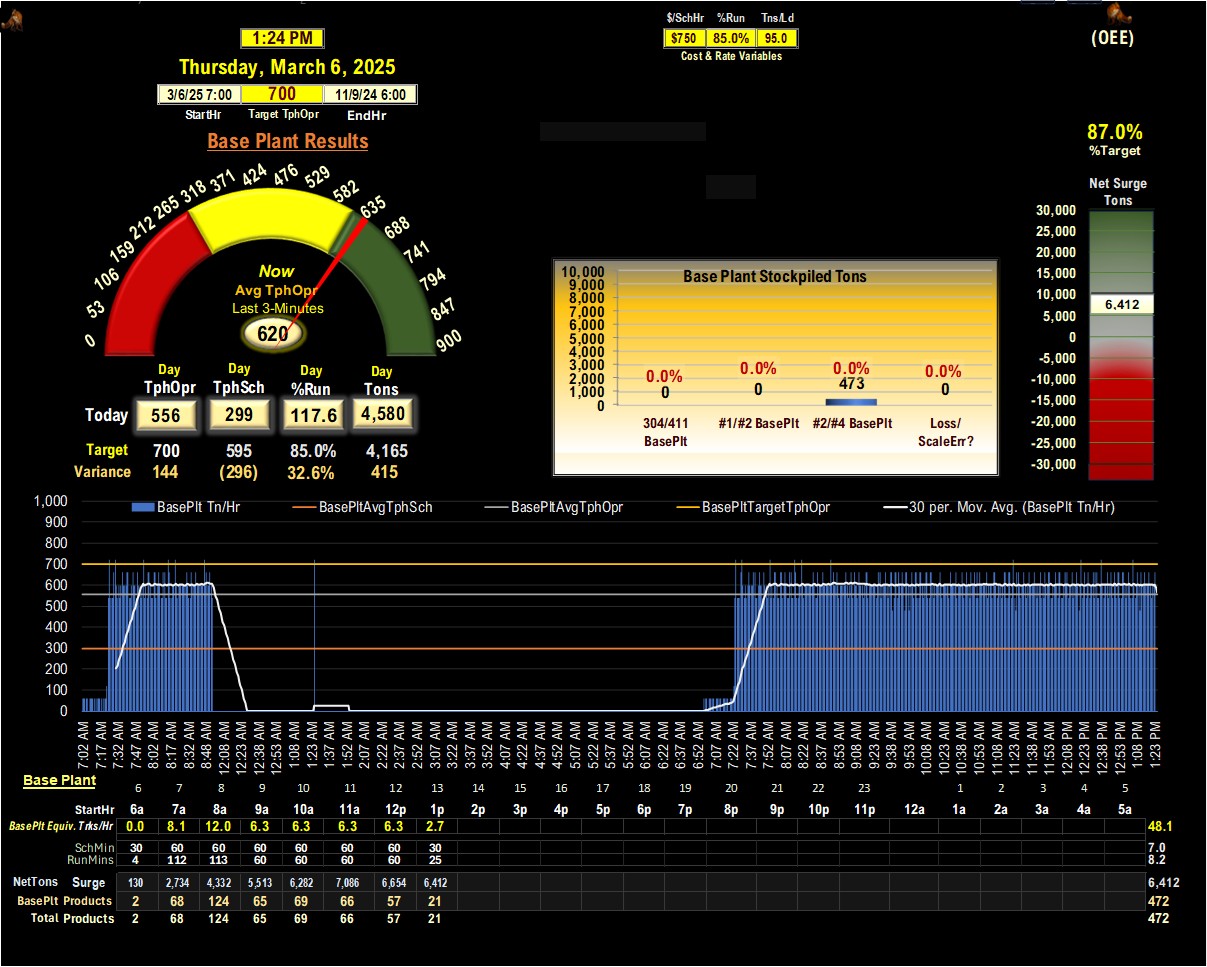 $/SchHr %Run Tns/Ld
$750 85.0% 95.0
Cost & Rate Variables
(OEE)
1:24 PM
Thursday, March 6, 2025
3/6/25 7:00 700 11/9/24 6:00
StartHr Target TphOpr EndHr
Base Plant Results
87.0%
%Target
Net Surge
Tons
30,000
25,000
20,000
15,000
10,000
5,000
0
-5,000
-10,000
-15,000
-20,000
-25,000
-30,000
6,412
0 53 106 159 212 265 318 371 424 476 529 582 635 688 741 794 847 900
Now
Avg TphOpr
Last 3-Minutes
620
Day Day Day Day
TphOpr TphSch %Run Tons
Today 556 299 117.6 4,580
Target 700 595 85.0% 4,165
Variance 144 (296) 32.6% 415
Base Plant Stockpiled Tons
10,000
9,000
8,000
7,000
6,000
5,000
4,000
3,000
2,000
1,000
0
0.0% 0.0% 0.0% 0.0%
0 0 473 0
304/411 BasePlt
#1/#2 BasePlt
#2/#4 BasePlt
Loss/ ScaleErr?
BasePlt Tn/Hr BasePltAvgTphSch BasePltAvgTphOpr BasePltTargetTphOpr 30 per. Mov. Avg. (BasePlt Tn/Hr)
1,000
900
800
700
600
500
400
300
200
100
0
7:02 AM 7:17 AM 7:32 AM 7:47 AM 8:02 AM 8:17 AM 8:33 AM 8:48 AM 12:08 AM 12:23 AM 12:38 AM 12:53 AM 1:08 AM 1:23 AM 1:37 AM 1:52 AM 2:07 AM 2:22 AM 2:37 AM 2:52 AM 3:07 AM 3:22 AM 3:37 AM 3:52 AM 4:07 AM 4:22 AM 4:37 AM 4:52 AM 5:07 AM 5:22 AM 5:37 AM 5:52 AM 6:07 AM 6:22 AM 6:37 AM 6:52 AM 7:07 AM 7:22 AM 7:37 AM 7:52 AM 8:07 AM 8:22 AM 8:38 AM 8:53 AM 9:08 AM 9:23 AM 9:38 AM 9:53 AM 10:08 AM 10:23 AM 10:38 AM 10:53 AM 11:08 AM 11:23 AM 11:38 AM 11:53 AM 12:08 PM 12:23 PM 12:38 PM 12:53 PM 1:08 PM 1:23 PM
Base Plant
6 7 8 9 10 11 12 13 14 15 16 17 18 19 20 21 22 23 1 2 3 4 5
StartHr 6a 7a 8a 9a 10a 11a 12p 1p 2p 3p 4p 5p 6p 7p 8p 9p 10p 11p 12a 1a 2a 3a 4a 5a
BasePlt Equiv. Trks/Hr 0.0 8.1 12.0 6.3 6.3 6.3 6.3 2.7 48.1
SchMin 30 60 60 60 60 60 60 30 7.0
RunMins 4 112 113 60 60 60 60 25 8.2
NetTons Surge 130 2,734 4,332 5,513 6,282 7,086 6,654 6,412 6,412
BasePlt Products 2 68 124 65 69 66 57 21 472
Total Products 2 68 124 65 69 66 57 21 472